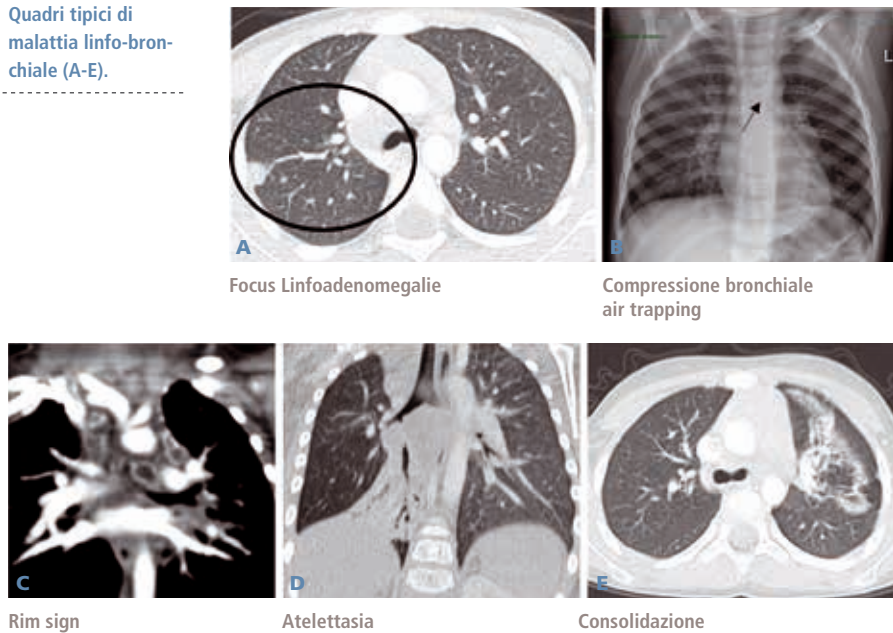 Quadri tipici di
malattia linfo-bron-
chiale (A-E).
A
B
L
Focus Linfoadenomegalie
Compressione bronchiale
air trapping
C
D
E
Rim sign
Atelettasia
Consolidazione